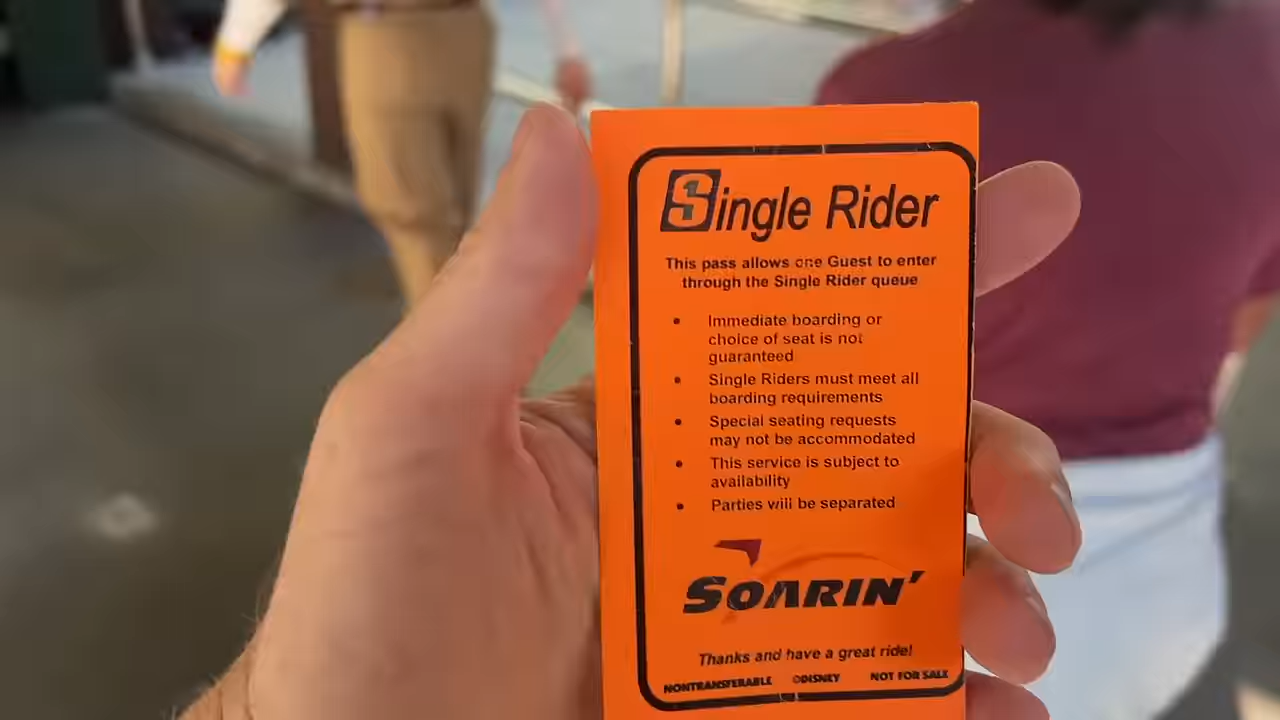 Single Rider
This pass allows one Guest to enter
through the Single Rider queue
• Immediate boarding or
choice of seat is not
guaranteed
• Single Riders must meet all
boarding requirements
• Special seating requests
may not be accommodated
• This service is subject to
availability
• Parties will be separated
SOARIN'
Thanks and have a great ride!
NONTRANSFERABLE ©DISNEY NOT FOR SALE